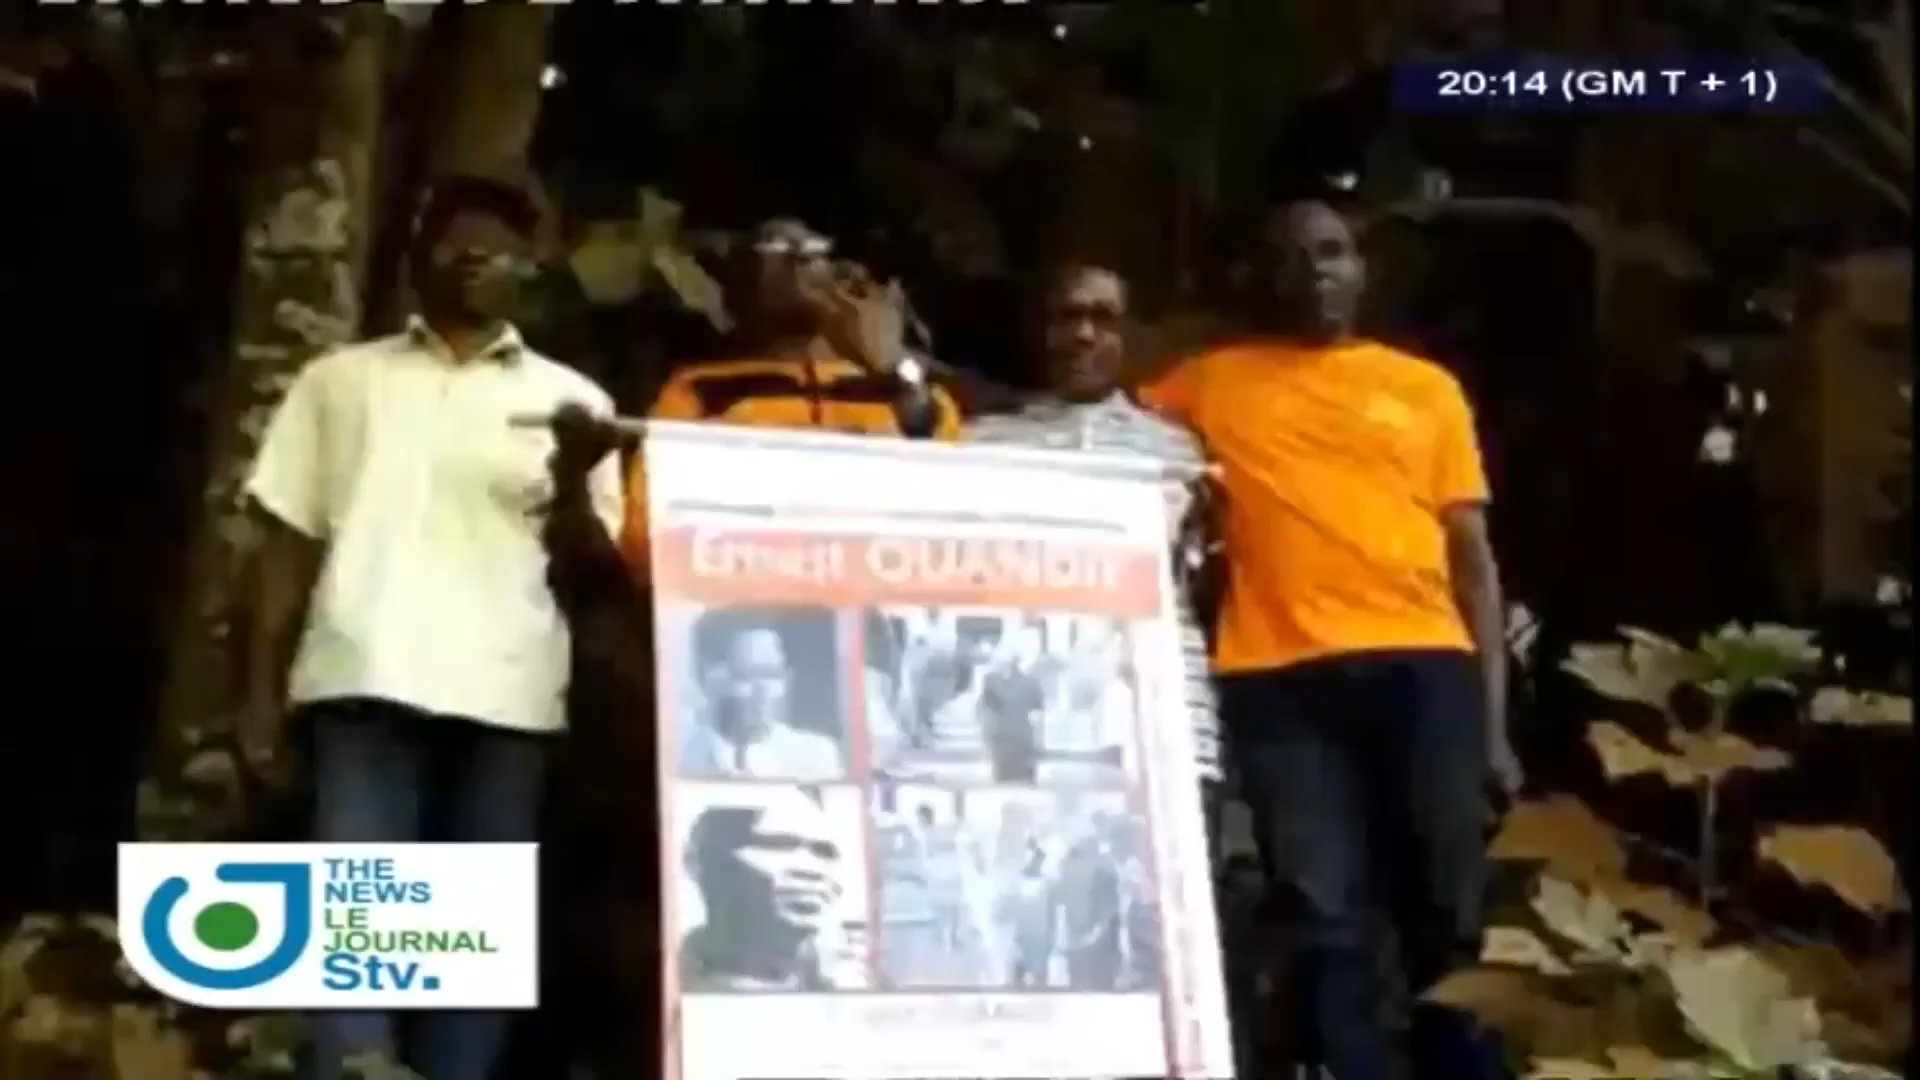 20:14 (GM T + 1)
Ernest OUANDIE
THE
NEWS
LE
JOURNAL
Stv.